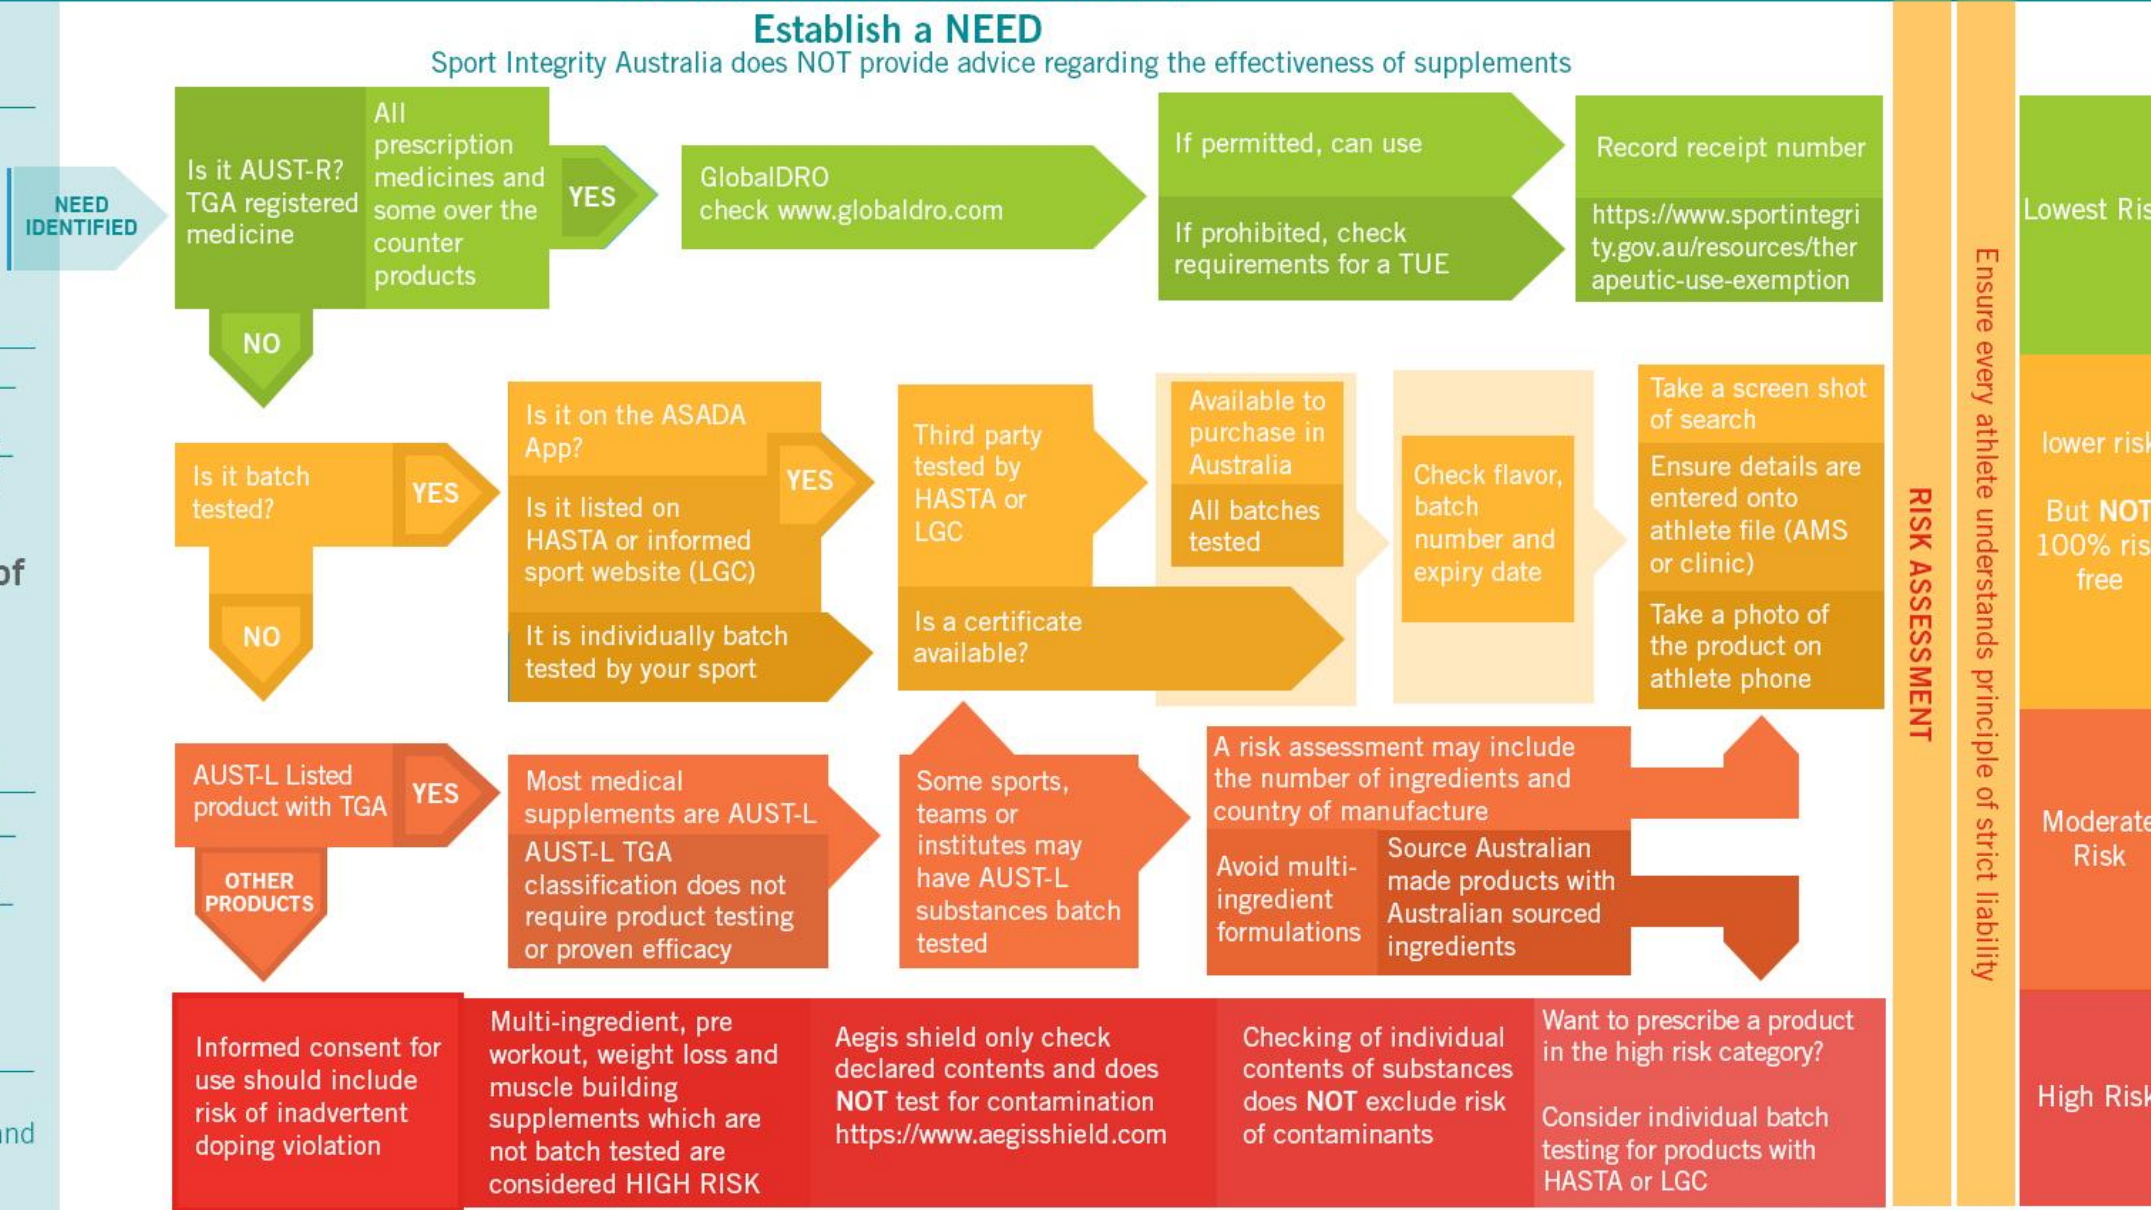 Establish a NEED
Sport Integrity Australia does NOT provide advice regarding the effectiveness of supplements
NEED
IDENTIFIED
Is it AUST-R?
TGA registered
medicine
All
prescription
medicines and
some over the
counter
products
YES
GlobalDRO
check www.globaldro.com
If permitted, can use
If prohibited, check
requirements for a TUE
Record receipt number
https://www.sportintegri
ty.gov.au/resources/ther
apeutic-use-exemption
NO
Is it batch
tested?
YES
Is it on the ASADA
App?
Is it listed on
HASTA or informed
sport website (LGC)
It is individually batch
tested by your sport
YES
Third party
tested by
HASTA or
LGC
Is a certificate
available?
Available to
purchase in
Australia
All batches
tested
Check flavor,
batch
number and
expiry date
Take a screen shot
of search
Ensure details are
entered onto
athlete file (AMS
or clinic)
Take a photo of
the product on
athlete phone
NO
AUST-L Listed
product with TGA
YES
Most medical
supplements are AUST-L
AUST-L TGA
classification does not
require product testing
or proven efficacy
Some sports,
teams or
institutes may
have AUST-L
substances batch
tested
A risk assessment may include
the number of ingredients and
country of manufacture
Avoid multi-
ingredient
formulations
Source Australian
made products with
Australian sourced
ingredients
OTHER
PRODUCTS
Informed consent for
use should include
risk of inadvertent
doping violation
Multi-ingredient, pre
workout, weight loss and
muscle building
supplements which are
not batch tested are
considered HIGH RISK
Aegis shield only check
declared contents and does
NOT test for contamination
https://www.aegisshield.com
Checking of individual
contents of substances
does NOT exclude risk
of contaminants
Want to prescribe a product
in the high risk category?
Consider individual batch
testing for products with
HASTA or LGC
RISK ASSESSMENT
Ensure every athlete understands principle of strict liability
Lowest Ris
lower risk
But NOT
100% ris
free
Moderate
Risk
High Risk
of
and